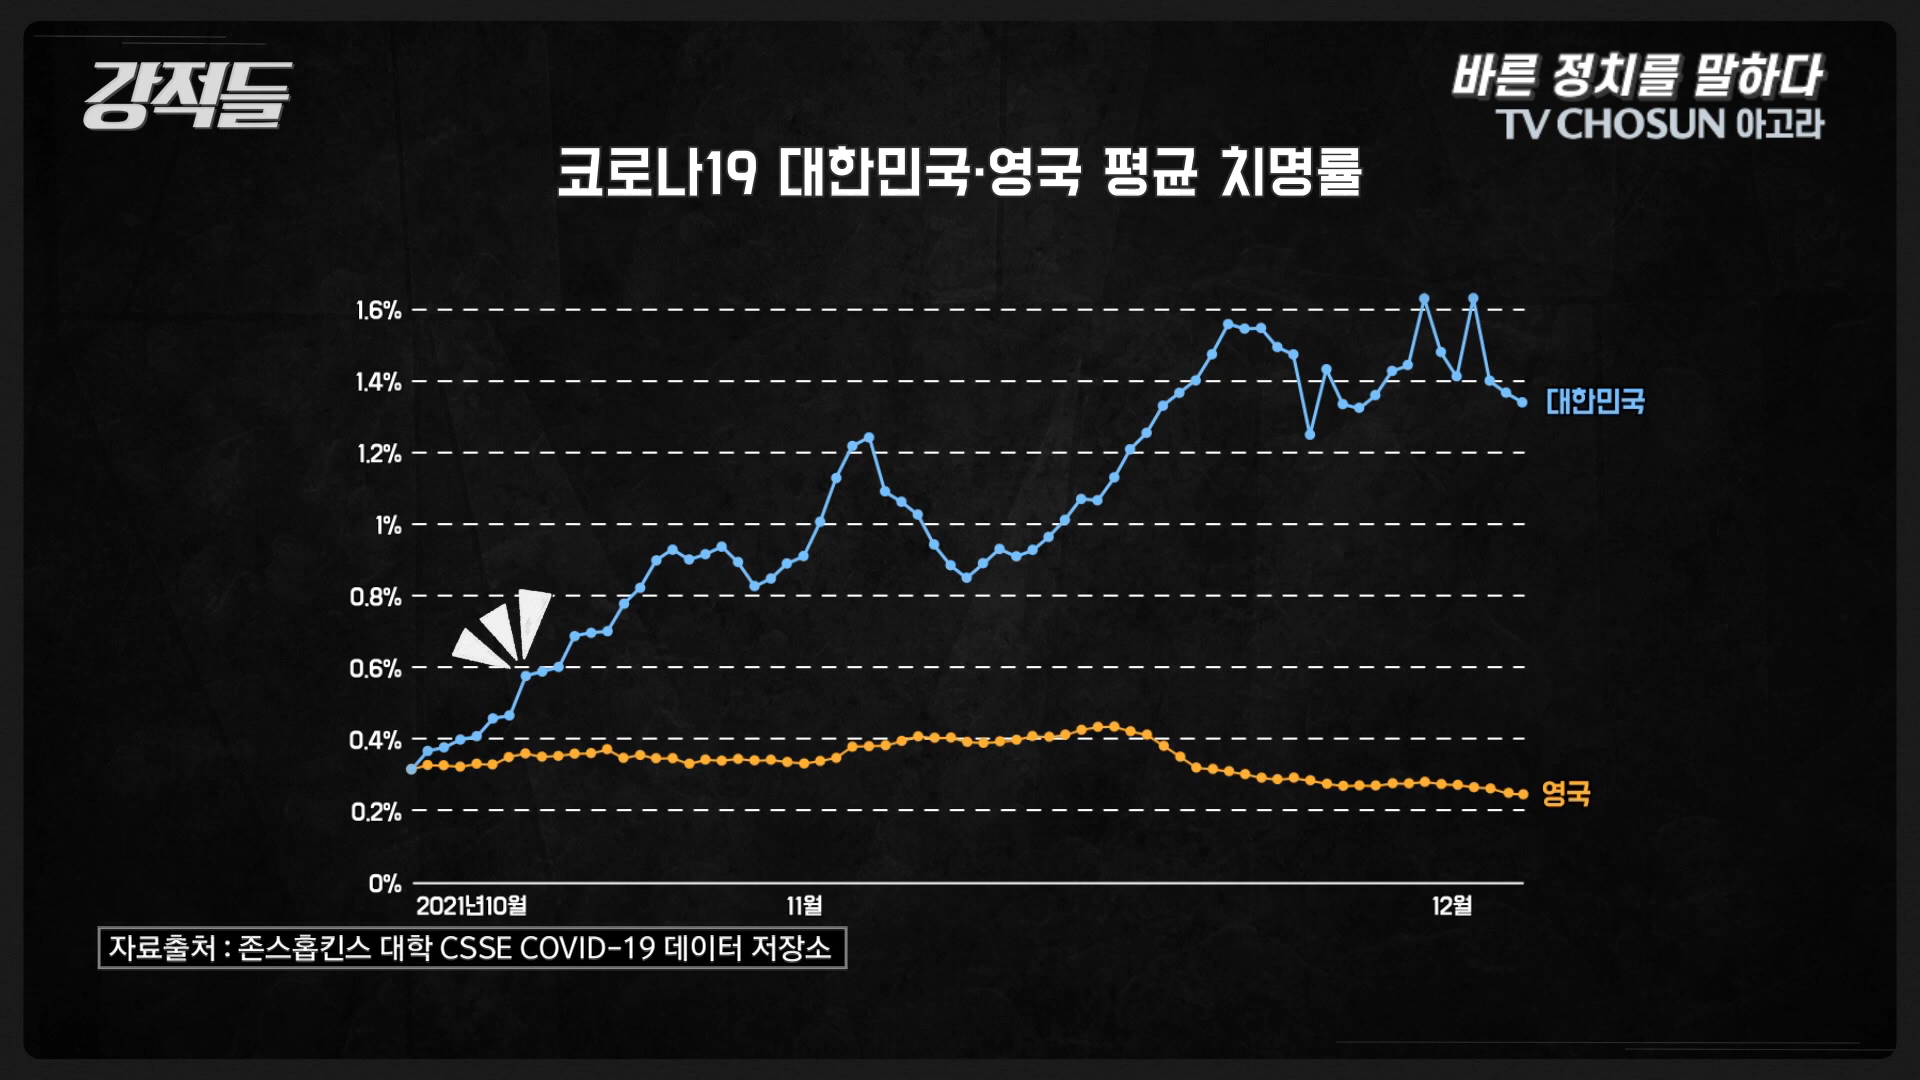 강적들
바른 정치를 말하다
TV CHOSUN 아고라
코로나19 대한민국·영국 평균 치명률
1.6%
1.4%
1.2%
1%
0.8%
0.6%
0.4%
0.2%
0%
대한민국
영국
2021년10월
11월
12월
자료출처 : 존스홉킨스 대학 CSSE COVID-19 데이터 저장소